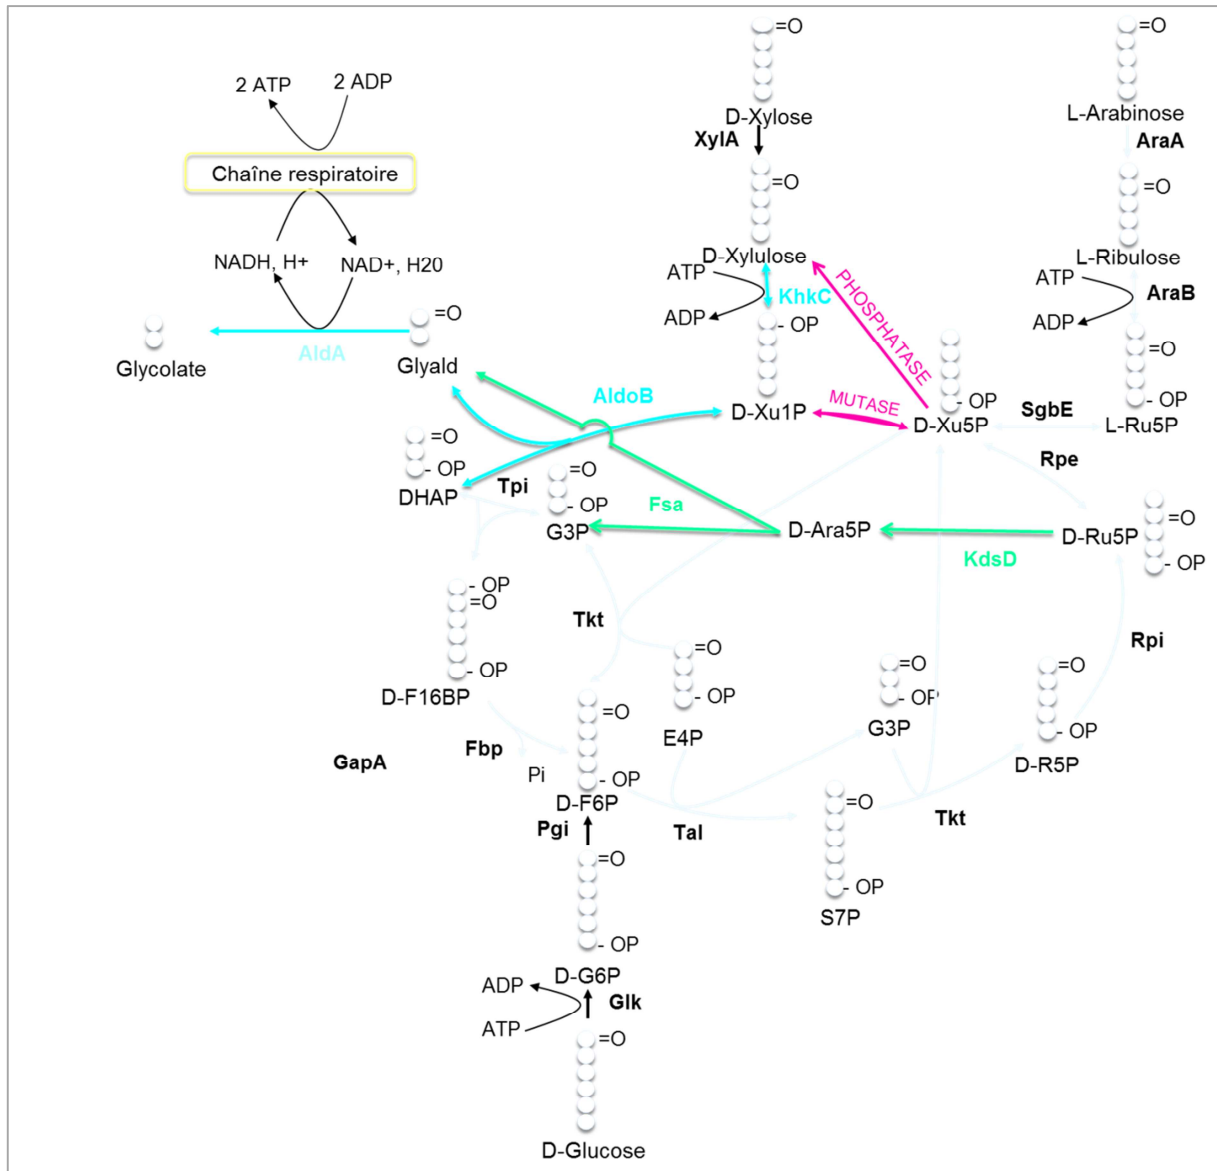 =O
=O
2 ATP
2 ADP
D-Xylose
L-Arabinose
XylA
AraA
Chaîne respiratoire
=O
=O
D-Xylulose
L-Ribulose
NADH, H+
NAD+, H20
ATP
ATP
KhkC
PHOSPHATASE
AraB
ADP
- OP
ADP
=O
=O
AldA
Glycolate
Glyald
AldoB
MUTASE
- OP
- OP
D-Xu1P
D-Xu5P
SgbE
L-Ru5P
=O
- OP
Rpe
DHAP
Tpi
=O
- OP
Fsa
G3P
D-Ara5P
D-Ru5P
=O
KdsD
- OP
- OP
=O
Tkt
Rpi
- OP
=O
=O
=O
D-F16BP
- OP
- OP
=O
E4P
G3P
- OP
GapA
Fbp
D-R5P
Pi
- OP
D-F6P
=O
Pgi
Tal
Tkt
=O
- OP
S7P
- OP
D-G6P
ADP
Glk
ATP
=O
D-Glucose